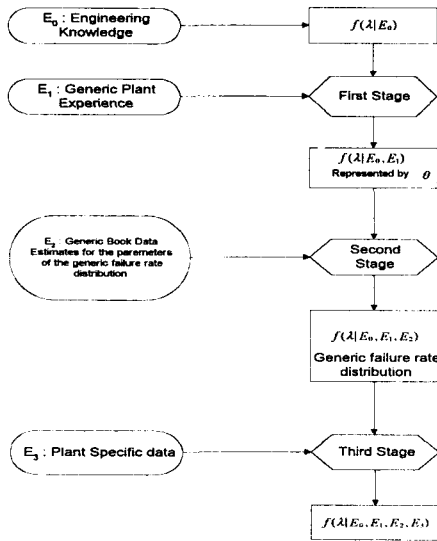 E₀ : Engineering
Knowledge
f(λ|E₀)
E₁ : Generic Plant
Experience
First Stage
f(λ|E₀, E₁)
Represented by θ
E₂ : Generic Book Data
Estimates for the paremeters
of the generic failure rate
distribution
Second
Stage
f(λ|E₀, E₁, E₂)
Generic failure rate
distribution
E₃ : Plant Specific data
Third Stage
f(λ|E₀, E₁, E₂, E₃)